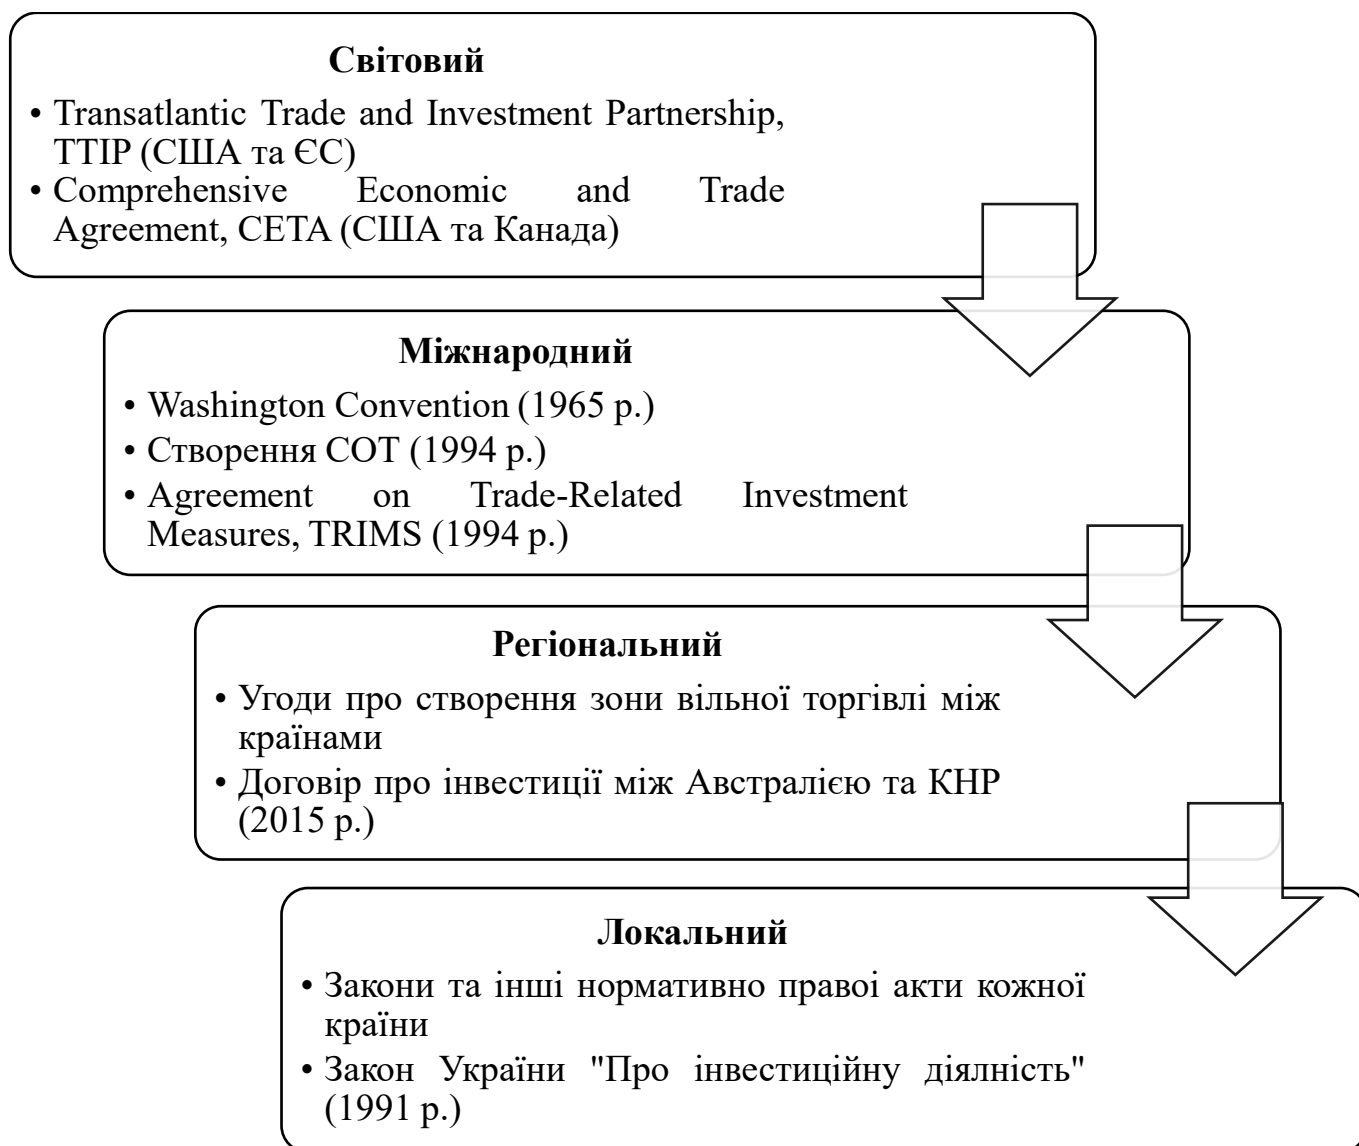 Світовий
• Transatlantic Trade and Investment Partnership,
TTIP (США та ЄС)
• Comprehensive Economic and Trade
Agreement, CETA (США та Канада)
Міжнародний
• Washington Convention (1965 р.)
• Створення СОТ (1994 р.)
• Agreement on Trade-Related Investment
Measures, TRIMS (1994 р.)
Регіональний
• Угоди про створення зони вільної торгівлі між
країнами
• Договір про інвестиції між Австралією та КНР
(2015 р.)
Локальний
• Закони та інші нормативно правоі акти кожної
країни
• Закон України "Про інвестиційну діялність"
(1991 р.)